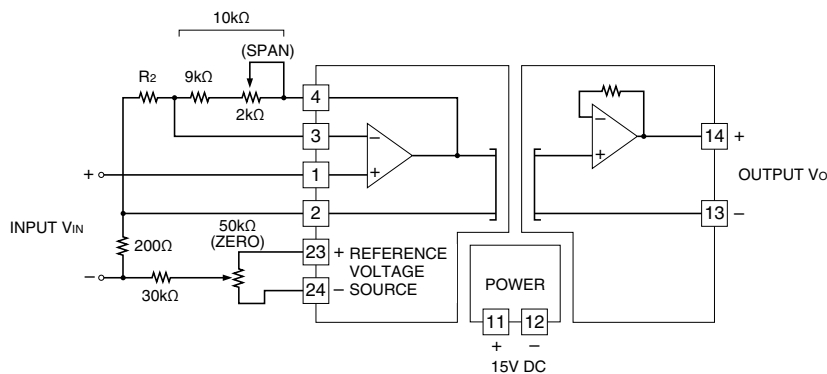 10kΩ
(SPAN)
R2
9kΩ
2kΩ
4
3
1
2
23
24
−
+
+
INPUT VIN
−
200Ω
30kΩ
50kΩ
(ZERO)
+ REFERENCE
VOLTAGE
− SOURCE
POWER
11
12
+
−
15V DC
−
+
14 +
13 −
OUTPUT VO